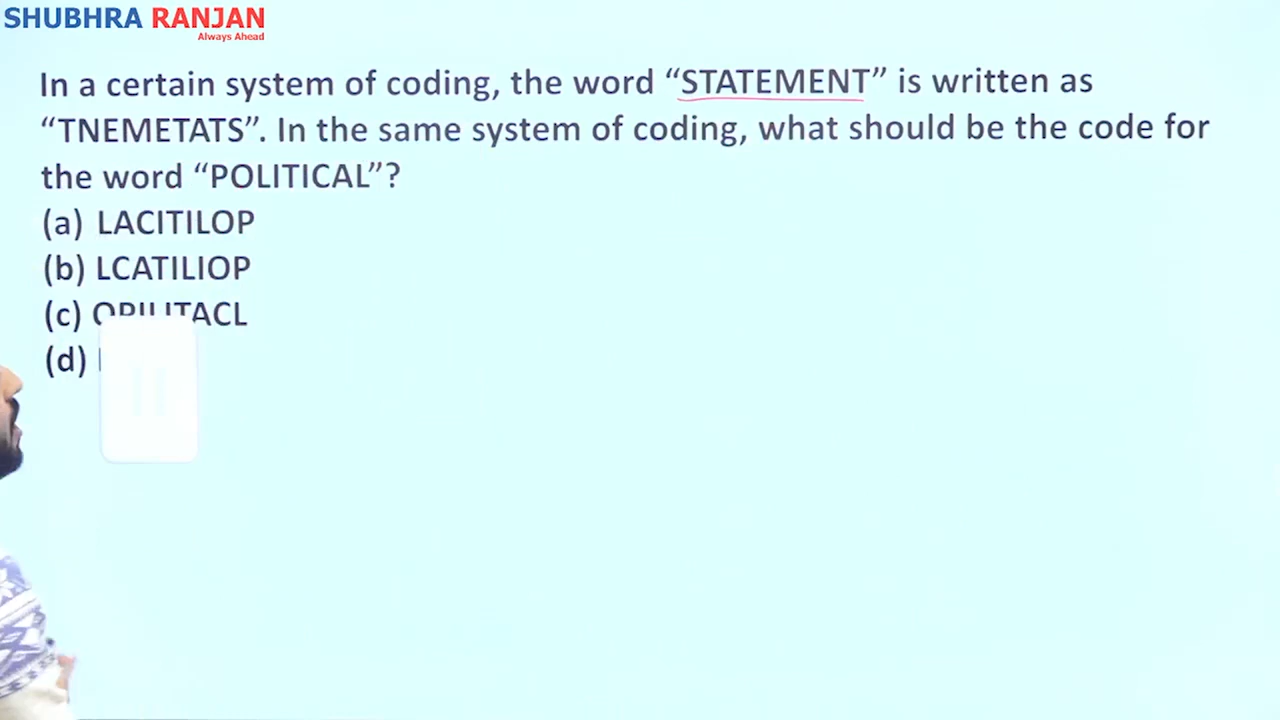 SHUBHRA RANJAN
Always Ahead
In a certain system of coding, the word “STATEMENT” is written as
“TNEMETATS”. In the same system of coding, what should be the code for
the word “POLITICAL”?
(a) LACITILOP
(b) LCATILIOP
(c) OPILITACL
(d)